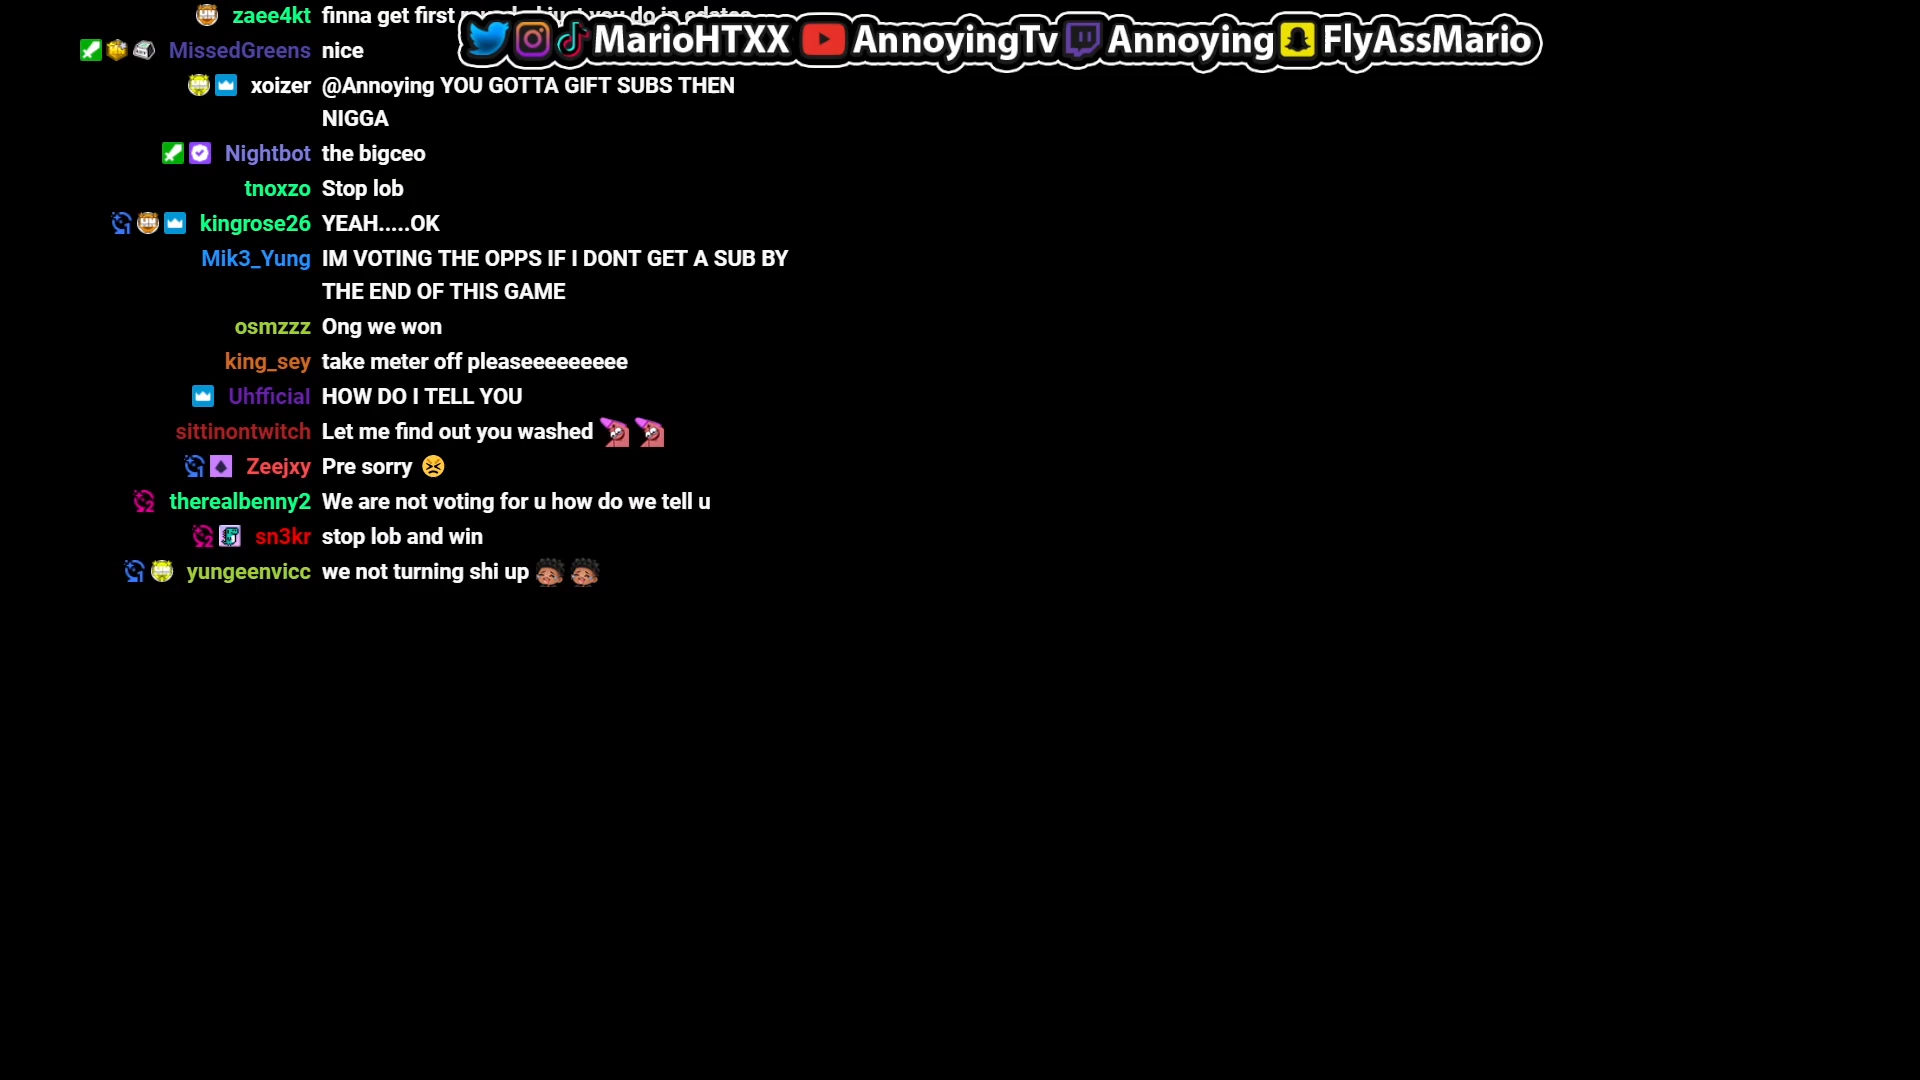 zaee4kt finna get first
MarioHTXX AnnoyingTv Annoying FlyAssMario
MissedGreens nice
xoizer @Annoying YOU GOTTA GIFT SUBS THEN
NIGGA
Nightbot the bigceo
tnoxzo Stop lob
kingrose26 YEAH.....OK
Mik3_Yung IM VOTING THE OPPS IF I DONT GET A SUB BY
THE END OF THIS GAME
osmzzz Ong we won
king_sey take meter off pleaseeeeeeeee
Uhfficial HOW DO I TELL YOU
sittinontwitch Let me find out you washed
Zeejxy Pre sorry 😣
therealbenny2 We are not voting for u how do we tell u
sn3kr stop lob and win
yungeenvicc we not turning shi up